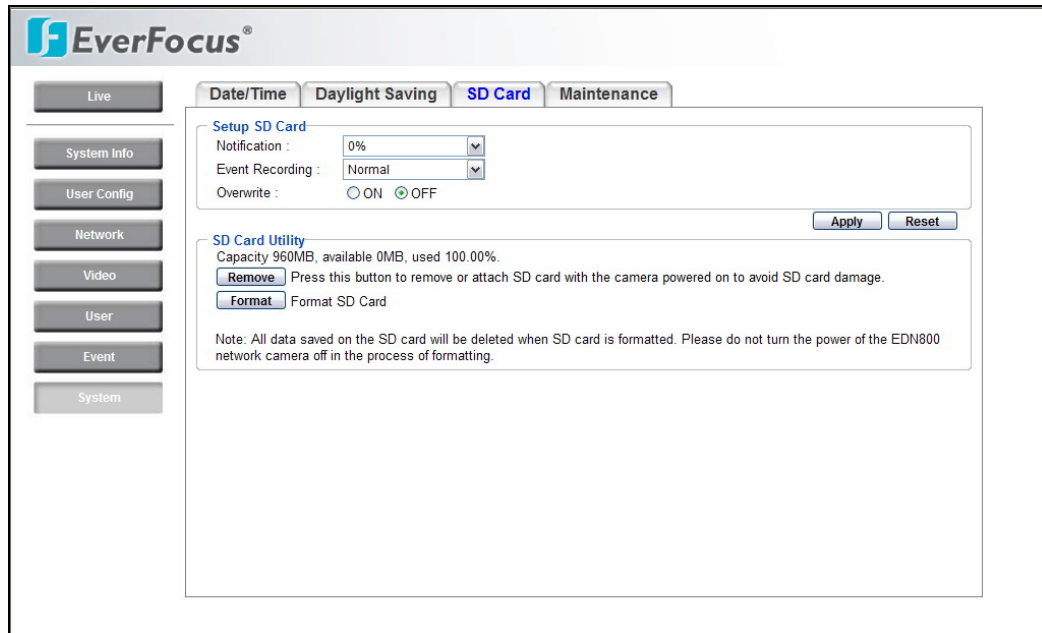 EverFocus®
Live
System Info
User Config
Network
Video
User
Event
System
Date/Time Daylight Saving SD Card Maintenance
Setup SD Card
Notification : 0%
Event Recording : Normal
Overwrite : ON OFF
Apply Reset
SD Card Utility
Capacity 960MB, available 0MB, used 100.00%.
Remove Press this button to remove or attach SD card with the camera powered on to avoid SD card damage.
Format Format SD Card
Note: All data saved on the SD card will be deleted when SD card is formatted. Please do not turn the power of the EDN800
network camera off in the process of formatting.